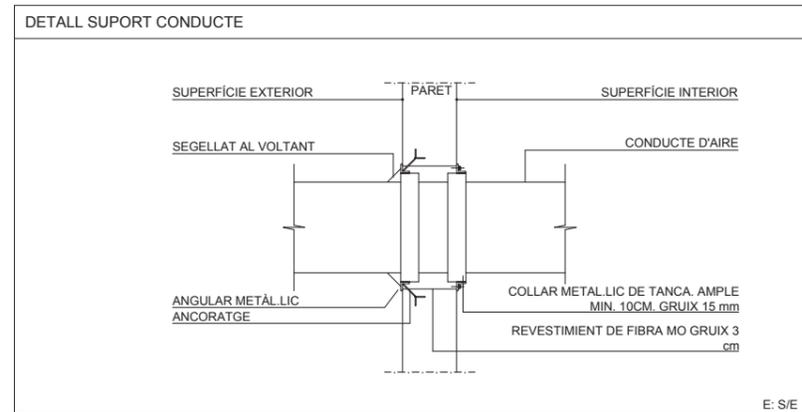 DETALL SUPORT CONDUCTE
SUPERFÍCIE EXTERIOR
PARET
SUPERFÍCIE INTERIOR
SEGELLAT AL VOLTANT
CONDUCTE D'AIRE
ANGULAR METÀL.LIC
ANCORATGE
COLLAR METAL.LIC DE TANCA. AMPLE
MIN. 10CM. GRUIX 15 mm
REVESTIMENT DE FIBRA MO GRUIX 3
cm
E: S/E